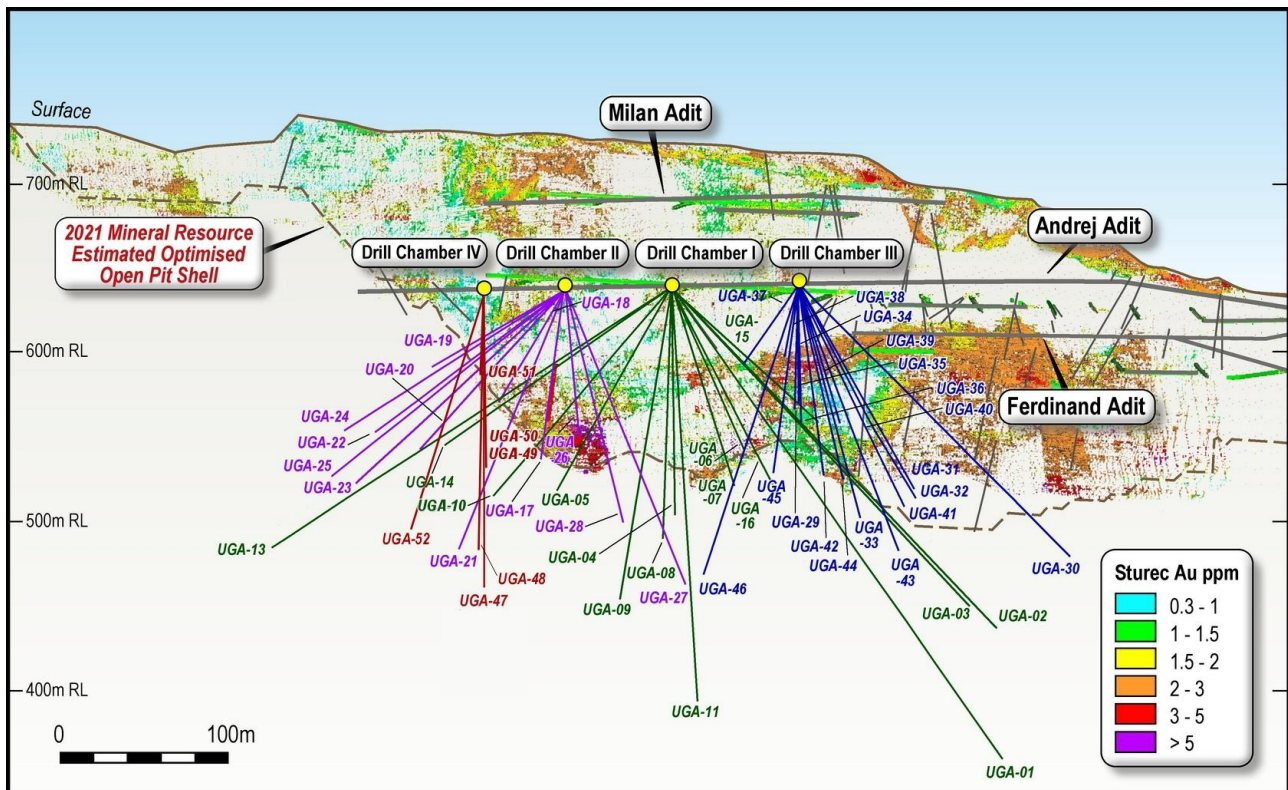 Surface
Milan Adit
700m RL
Andrej Adit
2021 Mineral Resource
Estimated Optimised
Open Pit Shell
Drill Chamber IV
Drill Chamber II
Drill Chamber I
Drill Chamber III
UGA-18
UGA-37
UGA-38
UGA-34
UGA-
15
UGA-19
UGA-39
600m RL
UGA-20
UGA-51
UGA-35
UGA-36
UGA-40
Ferdinand Adit
UGA-24
UGA-22
UGA-50
UGA-49
UGA
-26
UGA
-06
UGA-25
UGA-23
UGA-14
UGA-10
UGA-17
UGA-05
UGA
-07
UGA
-16
UGA
-45
UGA-31
UGA-32
UGA-41
500m RL
UGA-28
UGA-29
UGA
-33
UGA-13
UGA-52
UGA-21
UGA-04
UGA-42
UGA-44
UGA
-43
UGA-30
UGA-48
UGA-47
UGA-08
UGA-09
UGA-27
UGA-46
UGA-03
UGA-02
400m RL
UGA-11
UGA-01
0
100m
Sturec Au ppm
0.3 - 1
1 - 1.5
1.5 - 2
2 - 3
3 - 5
> 5